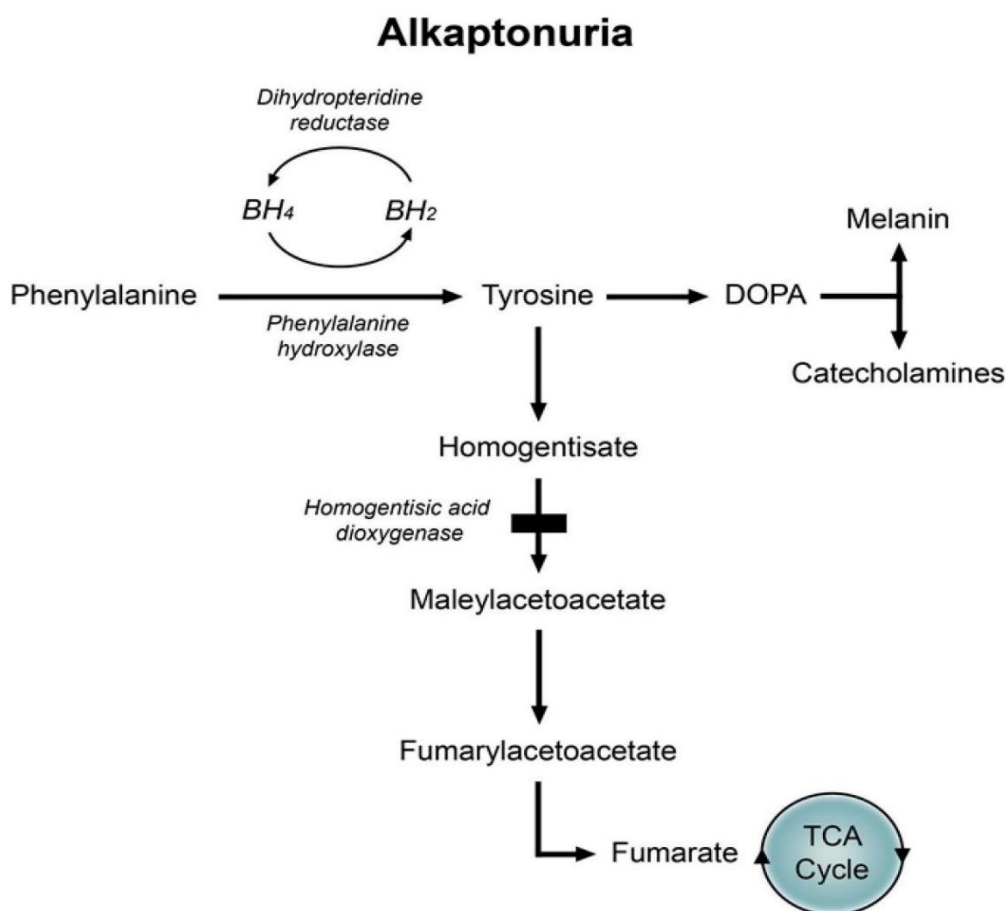 Alkaptonuria
Dihydropteridine
reductase
BH4
BH2
Melanin
Phenylalanine
Tyrosine
DOPA
Phenylalanine
hydroxylase
Catecholamines
Homogentisate
Homogentisic acid
dioxygenase
Maleylacetoacetate
Fumarylacetoacetate
Fumarate
TCA
Cycle